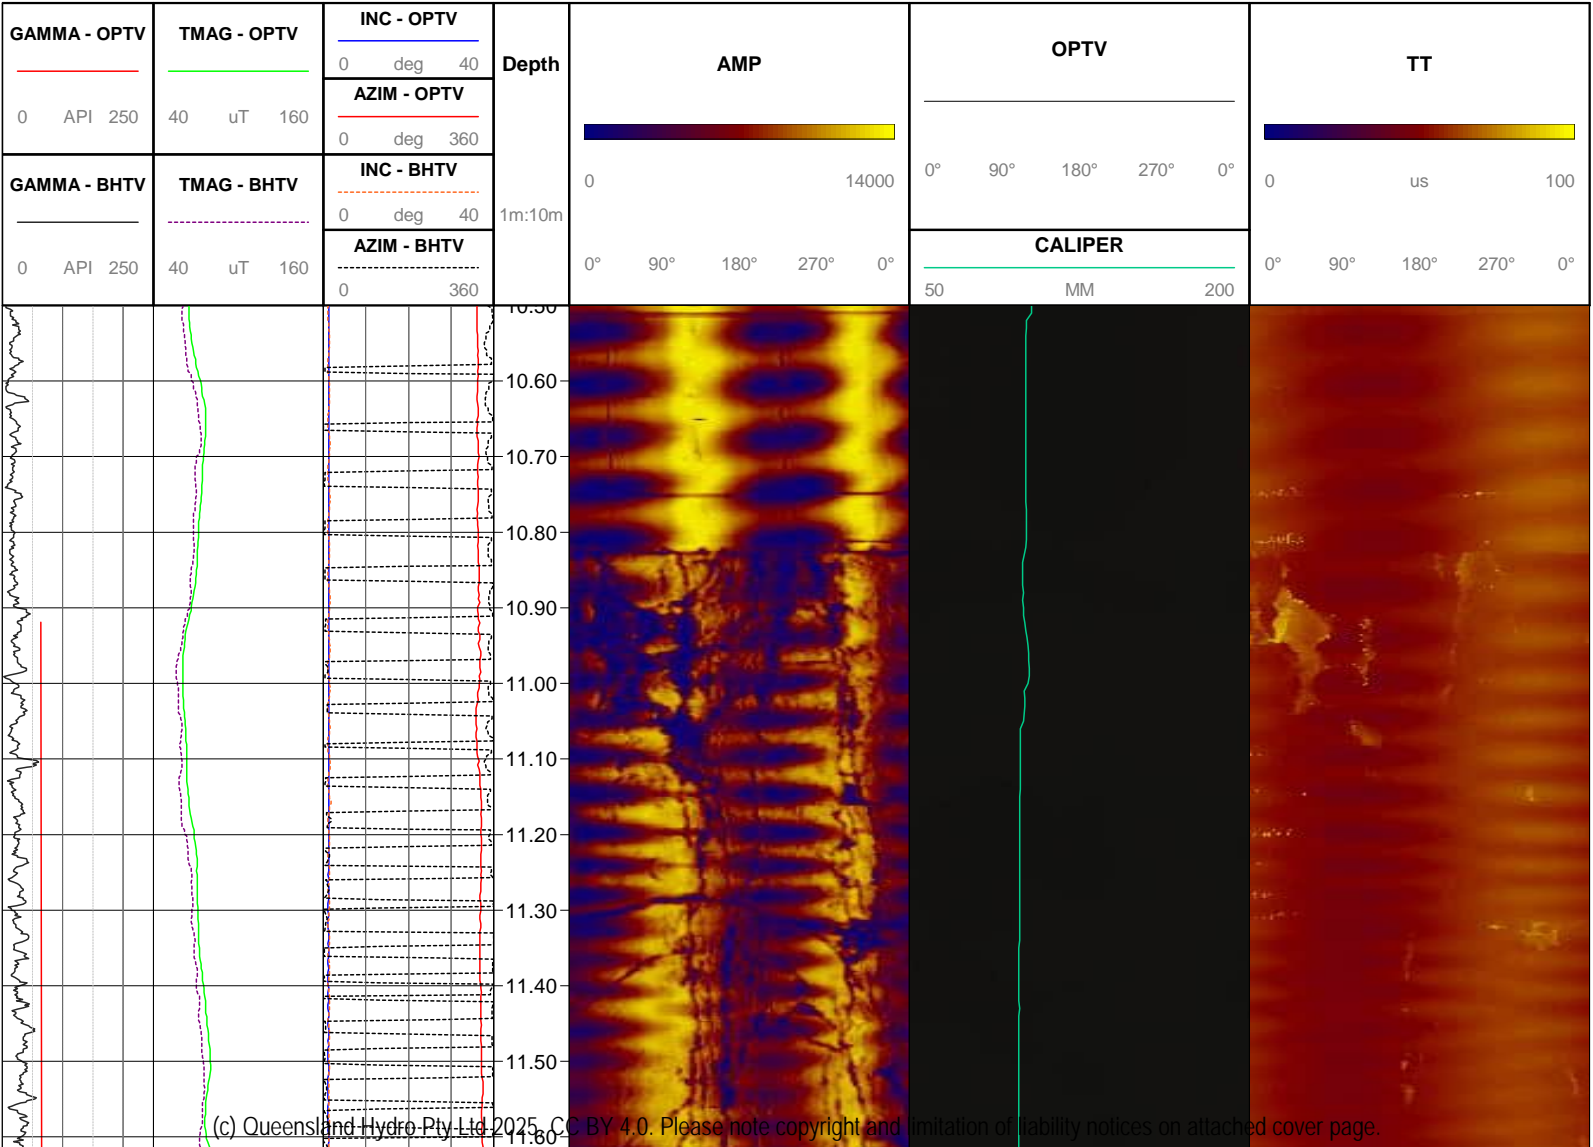 GAMMA - OPTV
0 API 250
GAMMA - BHTV
0 API 250
TMAG - OPTV
40 uT 160
TMAG - BHTV
40 uT 160
INC - OPTV
0 deg 40
AZIM - OPTV
0 deg 360
INC - BHTV
0 deg 40
AZIM - BHTV
0 360
Depth
1m:10m
AMP
0 14000
0° 90° 180° 270° 0°
OPTV
0° 90° 180° 270° 0°
CALIPER
50 MM 200
TT
0 us 100
0° 90° 180° 270° 0°
10.50
10.60
10.70
10.80
10.90
11.00
11.10
11.20
11.30
11.40
11.50
11.60
(c) Queensland Hydro Pty Ltd 2025, CC BY 4.0. Please note copyright and limitation of liability notices on attached cover page.